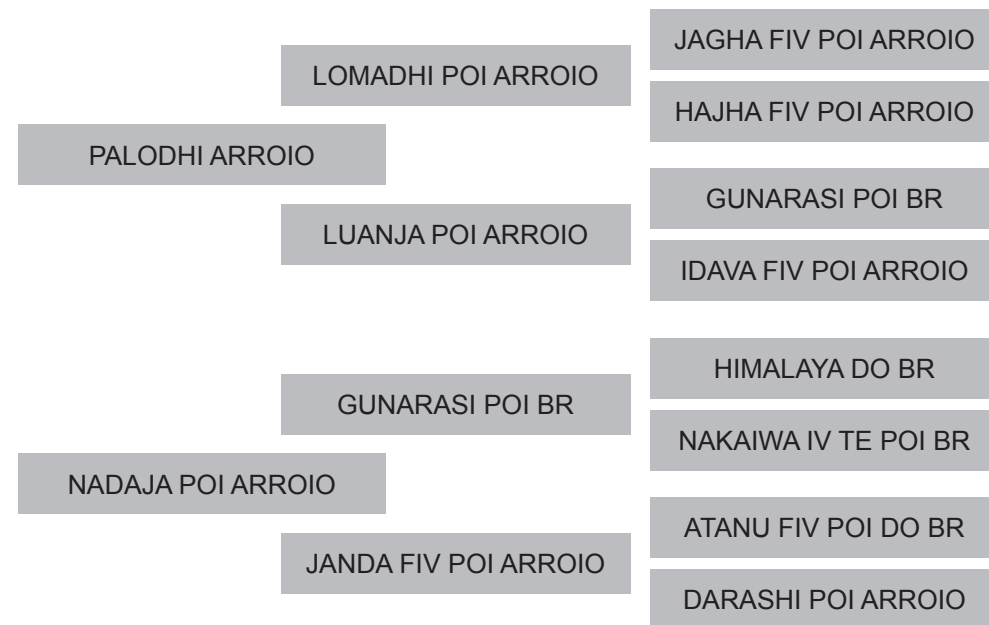 JAGHA FIV POI ARROIO
LOMADHI POI ARROIO
HAJHA FIV POI ARROIO
PALODHI ARROIO
GUNARASI POI BR
LUANJA POI ARROIO
IDAVA FIV POI ARROIO
HIMALAYA DO BR
GUNARASI POI BR
NAKAIWA IV TE POI BR
NADAJA POI ARROIO
ATANU FIV POI DO BR
JANDA FIV POI ARROIO
DARASHI POI ARROIO